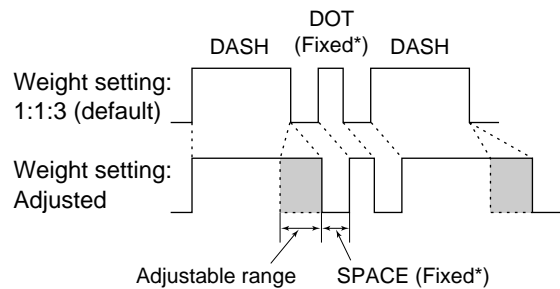 DOT
(Fixed*)
DASH
DASH
Weight setting:
1:1:3 (default)
Weight setting:
Adjusted
Adjustable range
SPACE (Fixed*)